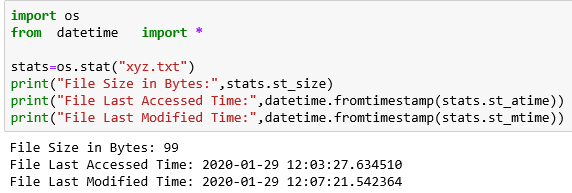 import os
from  datetime   import *
stats=os.stat("xyz.txt")
print("File Size in Bytes:",stats.st_size)
print("File Last Accessed Time:",datetime.fromtimestamp(stats.st_atime))
print("File Last Modified Time:",datetime.fromtimestamp(stats.st_mtime))
File Size in Bytes: 99
File Last Accessed Time: 2020-01-29 12:03:27.634510
File Last Modified Time: 2020-01-29 12:07:21.542364